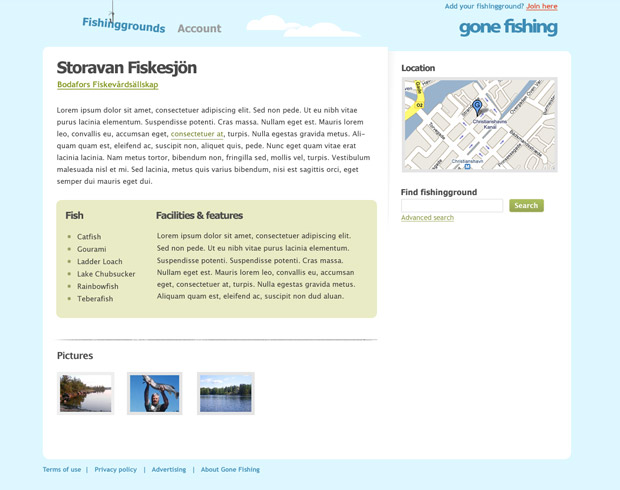 Add your fishingground? Join here
Fishinggrounds
Account
gone fishing
Storavan Fiskesjön
Bodafors Fiskevårdsällskap
Lorem ipsum dolor sit amet, consectetuer adipiscing elit. Sed non pede. Ut eu nibh vitae
purus lacinia elementum. Suspendisse potenti. Cras massa. Nullam eget est. Mauris lorem
leo, convallis eu, accumsan eget, consectetuer at, turpis. Nulla egestas gravida metus. Ali-
quam quam est, eleifend ac, suscipit non, aliquet quis, pede. Nunc eget quam vitae erat
lacinia lacinia. Nam metus tortor, bibendum non, fringilla sed, mollis vel, turpis. Vestibulum
malesuada nisl et mi. Sed lacinia, metus quis varius bibendum, nisi est sagittis orci, eget
semper dui mauris eget dui.
Fish
Catfish
Gourami
Ladder Loach
Lake Chubsucker
Rainbowfish
Teberafish
Facilities & features
Lorem ipsum dolor sit amet, consectetuer adipiscing elit.
Sed non pede. Ut eu nibh vitae purus lacinia elementum.
Suspendisse potenti. Suspendisse potenti. Cras massa.
Nullam eget est. Mauris lorem leo, convallis eu, accumsan
eget, consectetuer at, turpis. Nulla egestas gravida metus.
Aliquam quam est, eleifend ac, suscipit non dud aluan.
Pictures
Location
02
Christianshavns
Kanal
Christianshavn
Find fishingground
Search
Advanced search
Terms of use | Privacy policy | Advertising | About Gone Fishing